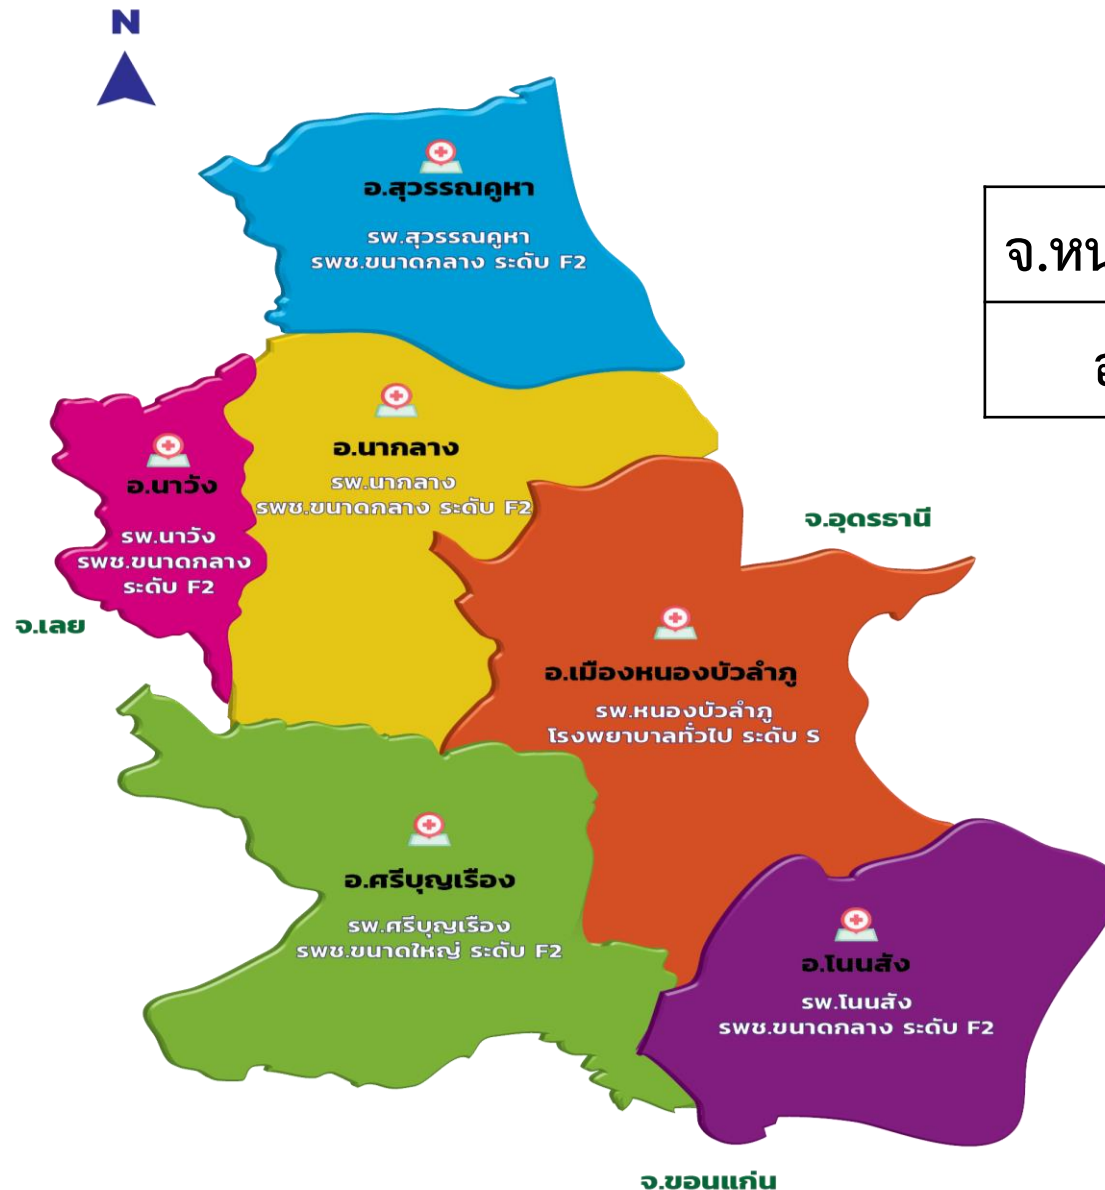 N
อ.สุวรรณคูหา
รพ.สุวรรณคูหา
รพช.ขนาดกลาง ระดับ F2
จ.หน
อ.นากลาง
รพ.นากลาง
รพช.ขนาดกลาง ระดับ F2
อ.นาวัง
รพ.นาวัง
รพช.ขนาดกลาง
ระดับ F2
จ.อุดรธานี
จ.เลย
อ.เมืองหนองบัวลำภู
รพ.หนองบัวลำภู
โรงพยาบาลทั่วไป ระดับ S
อ.ศรีบุญเรือง
รพ.ศรีบุญเรือง
รพช.ขนาดใหญ่ ระดับ F2
อ.โนนสัง
รพ.โนนสัง
รพช.ขนาดกลาง ระดับ F2
จ.ขอนแก่น